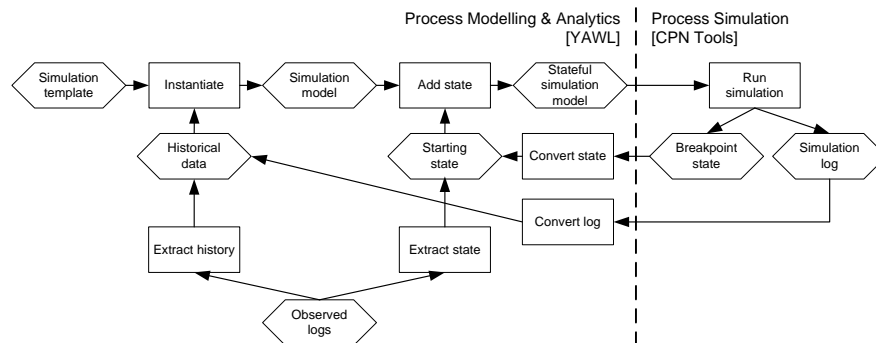 Process Modelling & Analytics
[YAWL]
Process Simulation
[CPN Tools]
Simulation
template
Instantiate
Simulation
model
Add state
Stateful
simulation
model
Run
simulation
Historical
data
Starting
state
Convert state
Breakpoint
state
Simulation
log
Convert log
Extract history
Extract state
Observed
logs